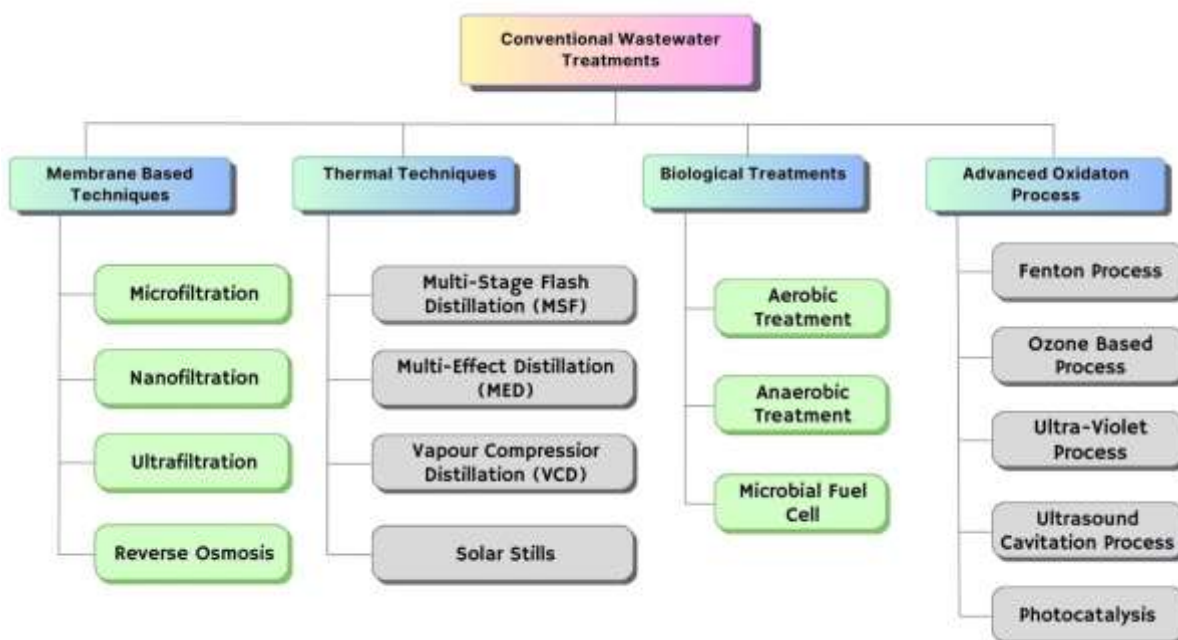 Conventional Wastewater
Treatments
Membrane Based
Techniques
Microfiltration
Nanofiltration
Ultrafiltration
Reverse Osmosis
Thermal Techniques
Multi-Stage Flash
Distillation (MSF)
Multi-Effect Distillation
(MED)
Vapour Compressior
Distillation (VCD)
Solar Stills
Biological Treatments
Aerobic
Treatment
Anaerobic
Treatment
Microbial Fuel
Cell
Advanced Oxidaton
Process
Fenton Process
Ozone Based
Process
Ultra-Violet
Process
Ultrasound
Cavitation Process
Photocatalysis